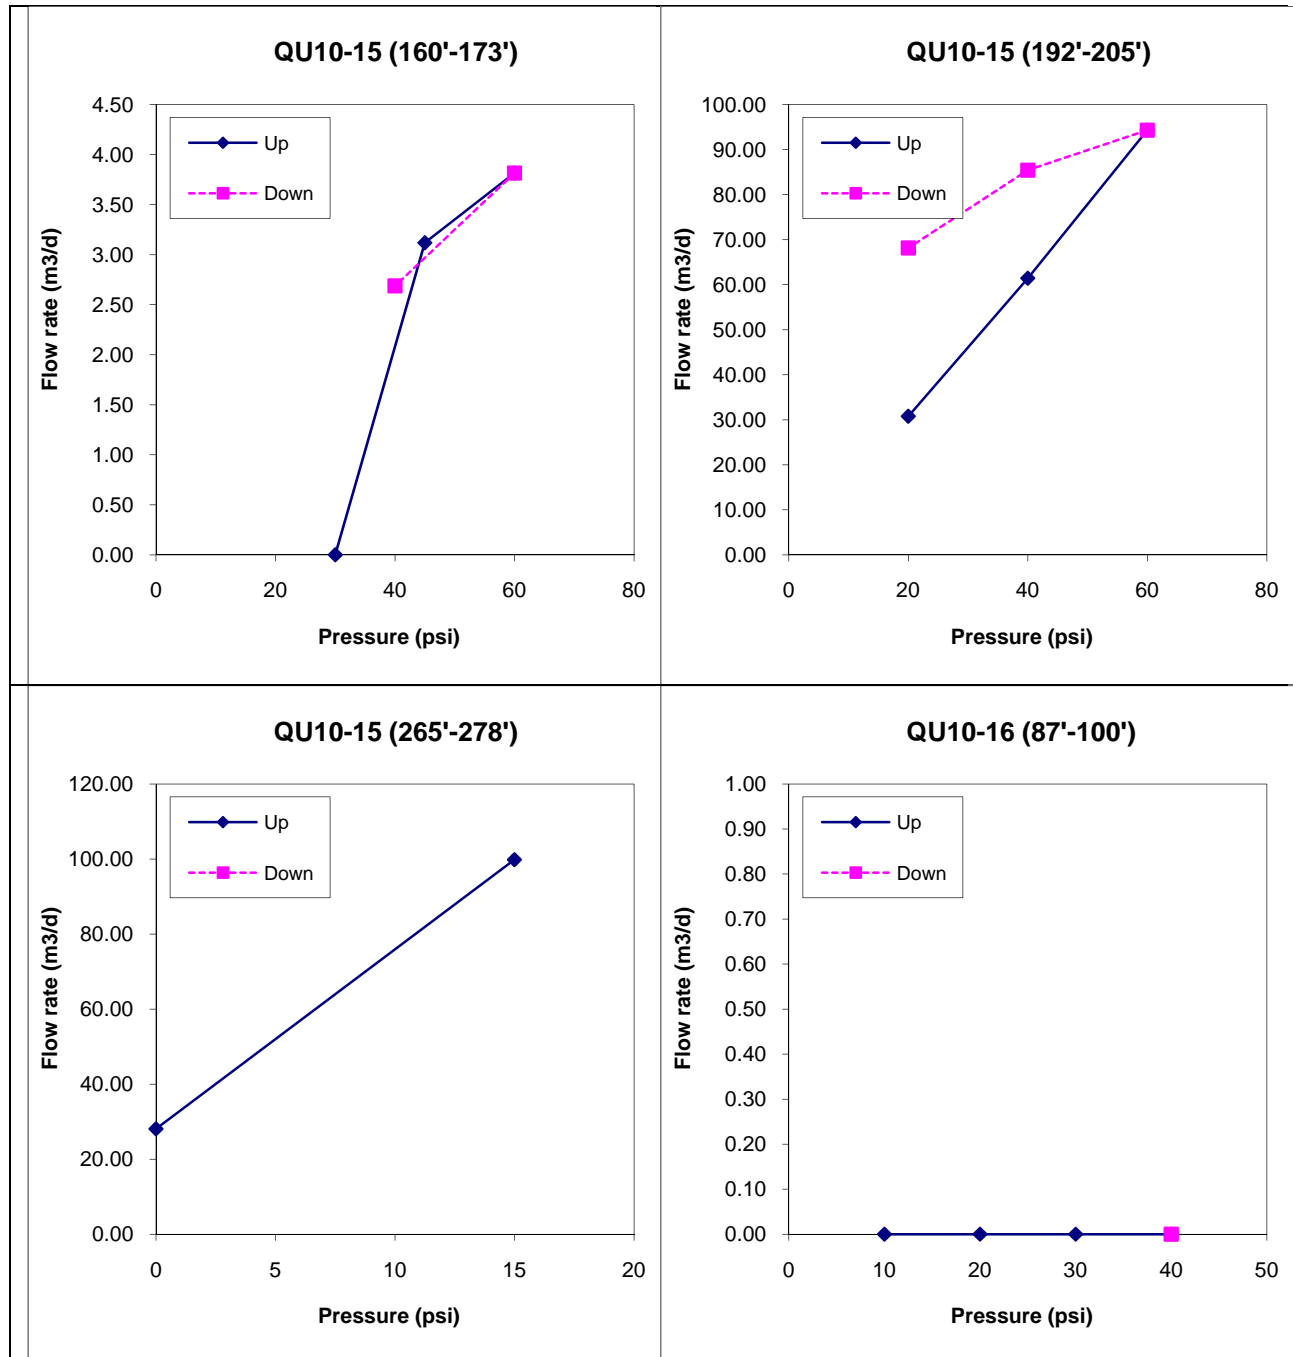 QU10-15 (160'-173')
4.50
4.00
3.50
3.00
2.50
2.00
1.50
1.00
0.50
0.00
Flow rate (m3/d)
Up
Down
0 20 40 60 80
Pressure (psi)
QU10-15 (192'-205')
100.00
90.00
80.00
70.00
60.00
50.00
40.00
30.00
20.00
10.00
0.00
Flow rate (m3/d)
Up
Down
0 20 40 60 80
Pressure (psi)
QU10-15 (265'-278')
120.00
100.00
80.00
60.00
40.00
20.00
0.00
Flow rate (m3/d)
Up
Down
0 5 10 15 20
Pressure (psi)
QU10-16 (87'-100')
1.00
0.90
0.80
0.70
0.60
0.50
0.40
0.30
0.20
0.10
0.00
Flow rate (m3/d)
Up
Down
0 10 20 30 40 50
Pressure (psi)